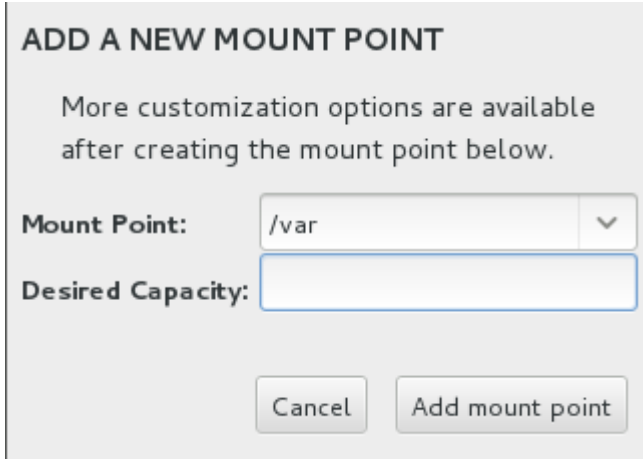 ADD A NEW MOUNT POINT
More customization options are available
after creating the mount point below.
Mount Point: /var
Desired Capacity:
Cancel Add mount point